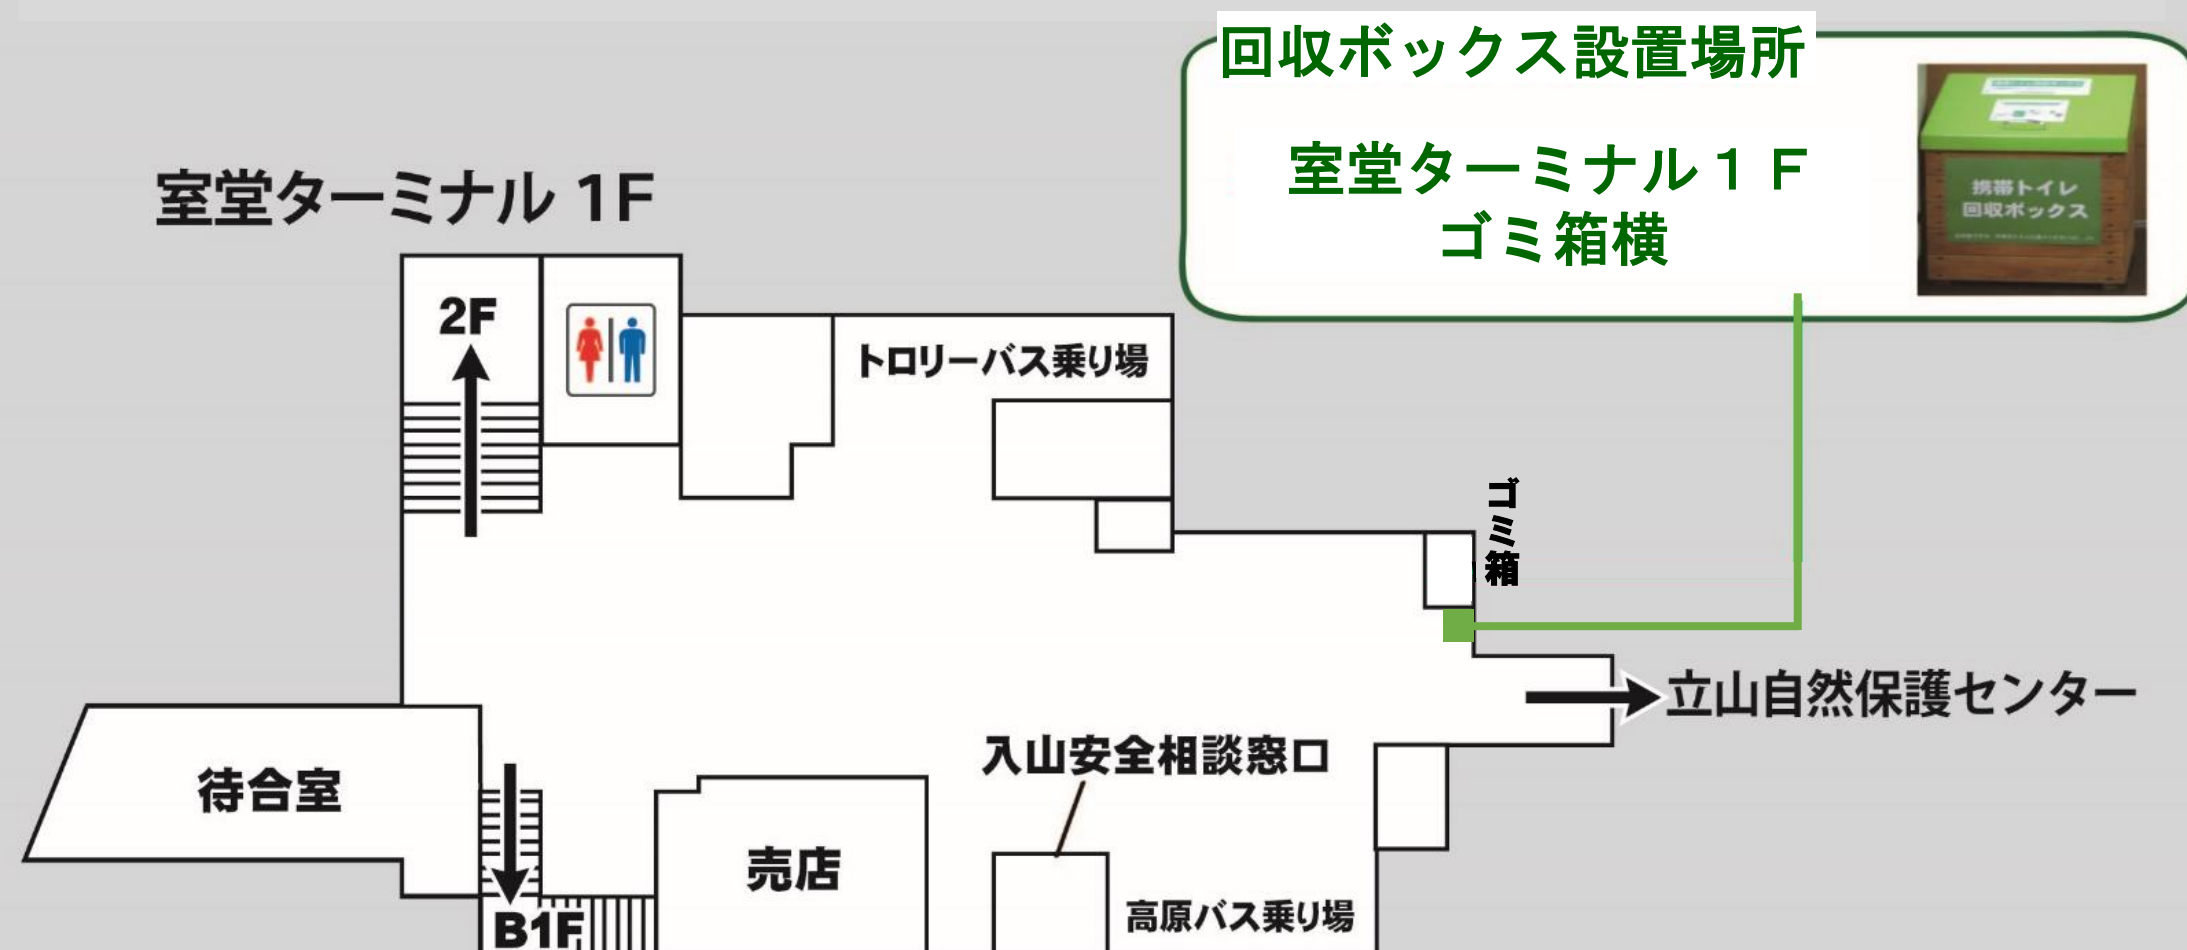 回収ボックス設置場所
室堂ターミナル１Ｆ
ゴミ箱横
携帯トイレ
回収ボックス
室堂ターミナル 1F
2F
トロリーバス乗り場
ゴミ箱
立山自然保護センター
入山安全相談窓口
待合室
売店
高原バス乗り場
B1F